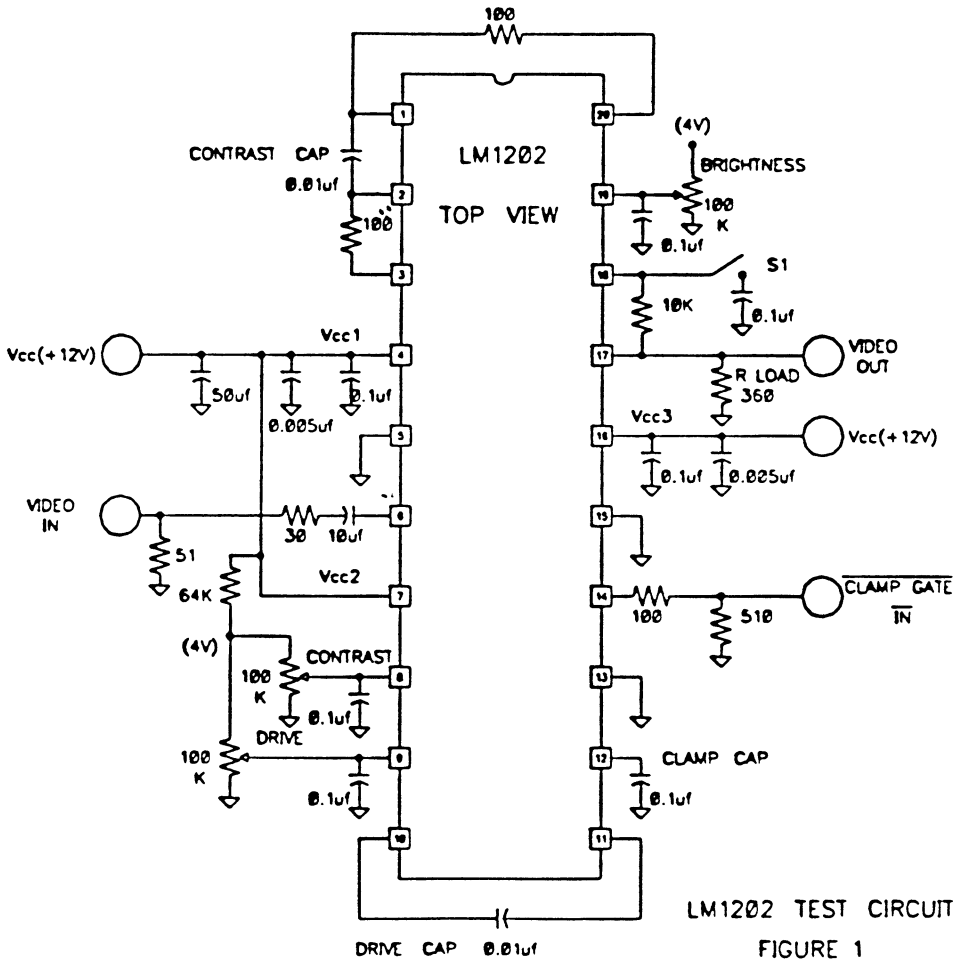 100
1
20
CONTRAST CAP
0.01uf
LM1202
TOP VIEW
(4V)
BRIGHTNESS
2
19
100
K
100
0.1uf
3
18
S1
10K
0.1uf
Vcc(+12V)
Vcc1
4
17
VIDEO
OUT
50uf
0.005uf
0.1uf
R LOAD
360
5
16
Vcc3
Vcc(+12V)
0.1uf
0.005uf
VIDEO
IN
6
15
30
10uf
51
64K
Vcc2
7
14
100
510
CLAMP GATE
IN
(4V)
CONTRAST
100
K
8
13
0.1uf
DRIVE
100
K
9
12
CLAMP CAP
0.1uf
0.1uf
10
11
DRIVE CAP 0.01uf
LM1202 TEST CIRCUIT
FIGURE 1